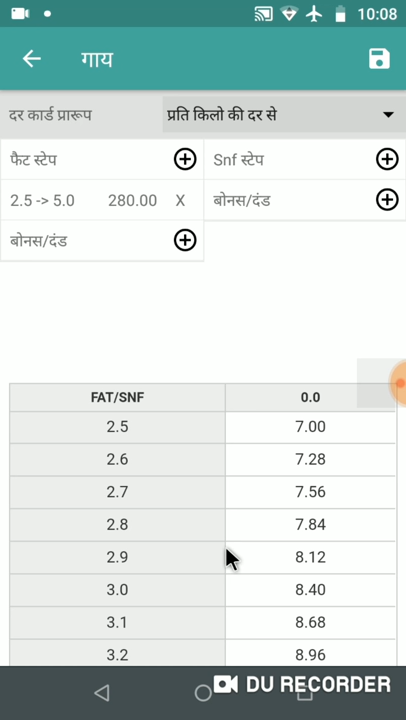 10:08
गाय
दर कार्ड प्रारूप प्रति किलो की दर से
फैट स्टेप Snf स्टेप
2.5 -> 5.0 280.00 X बोनस/दंड
बोनस/दंड
FAT/SNF 0.0
2.5 7.00
2.6 7.28
2.7 7.56
2.8 7.84
2.9 8.12
3.0 8.40
3.1 8.68
3.2 8.96
DU RECORDER